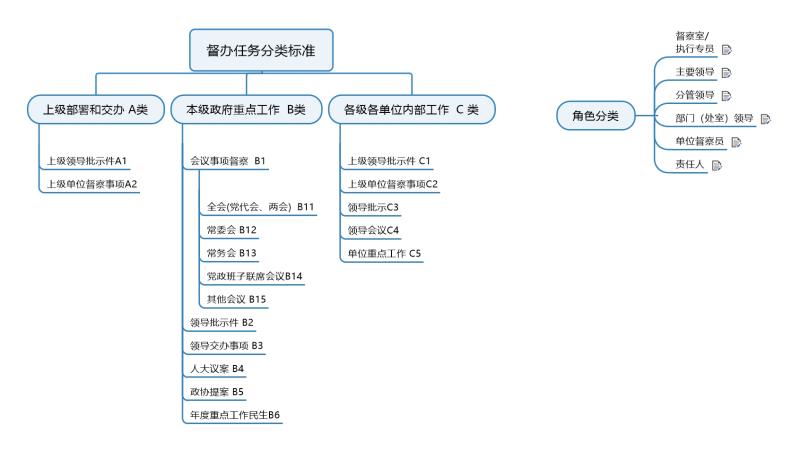 督办任务分类标准
上级部署和交办 A类
上级领导批示件A1
上级单位督察事项A2
本级政府重点工作 B类
会议事项督察 B1
全会(党代会、两会) B11
常委会 B12
常务会 B13
党政班子联席会议B14
其他会议 B15
领导批示件 B2
领导交办事项 B3
人大议案 B4
政协提案 B5
年度重点工作民生B6
各级各单位内部工作 C 类
上级领导批示件 C1
上级单位督察事项C2
领导批示C3
领导会议C4
单位重点工作 C5
角色分类
督察室/
执行专员
主要领导
分管领导
部门（处室）领导
单位督察员
责任人